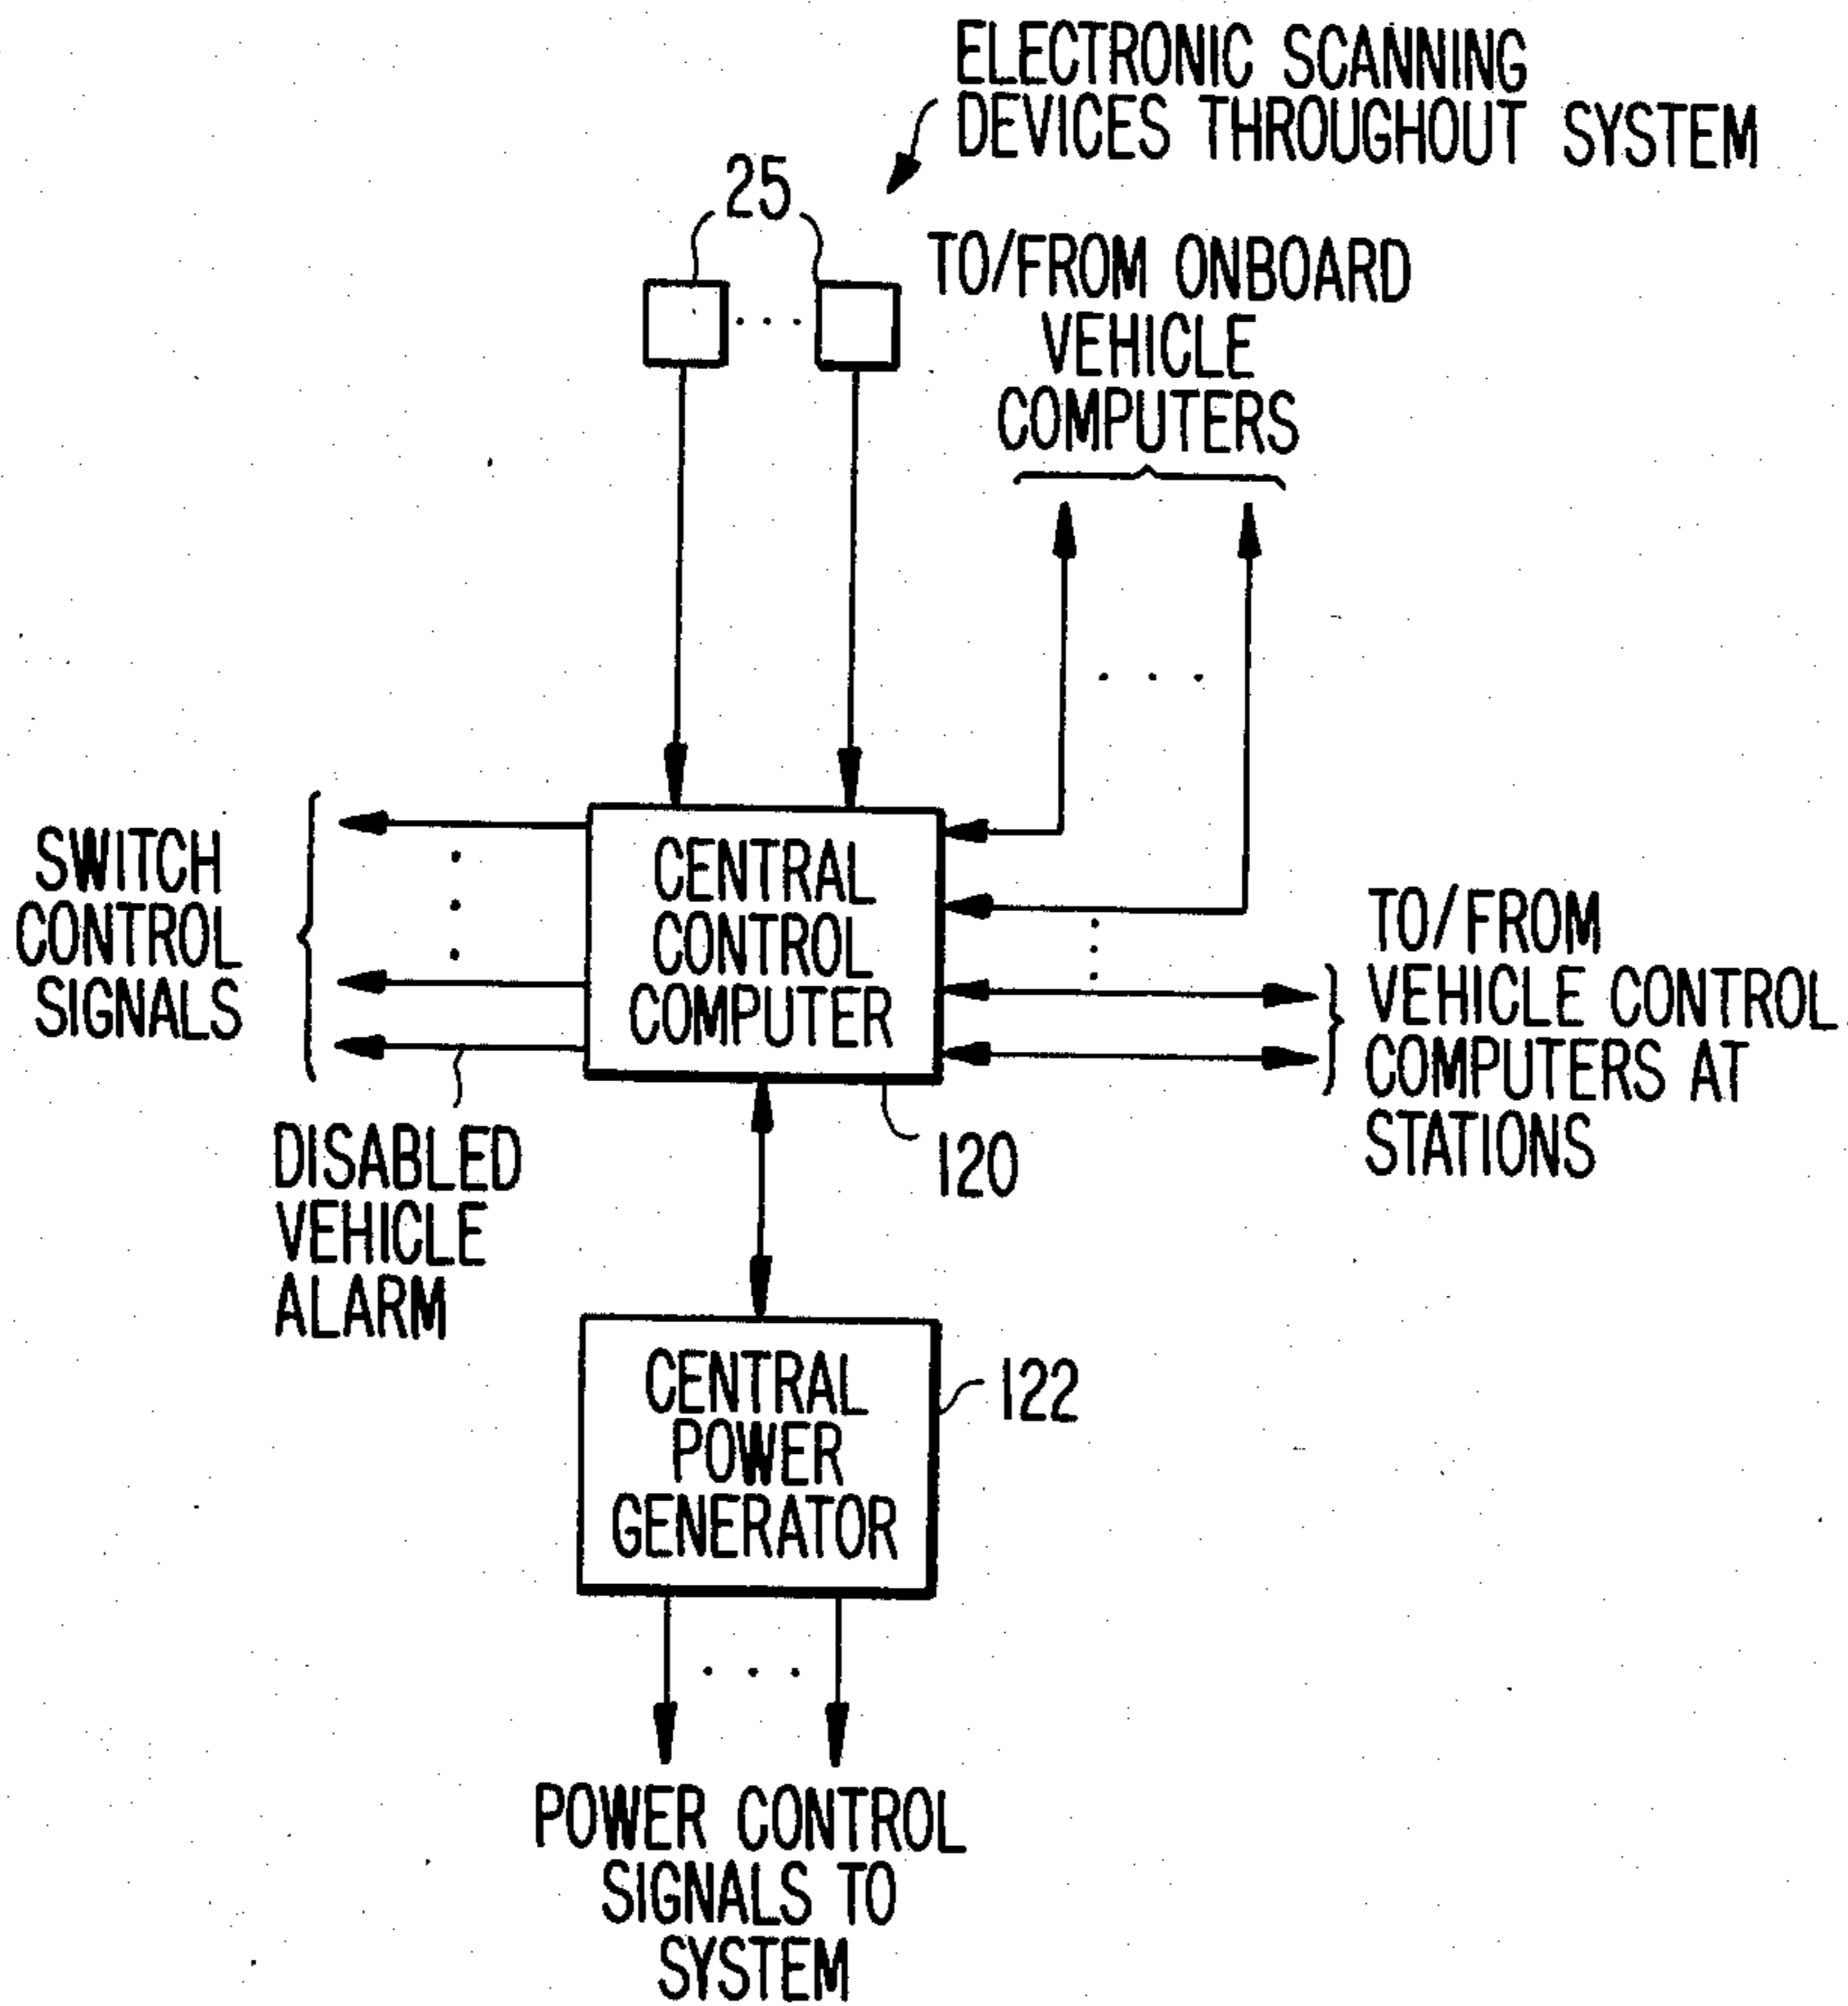 ELECTRONIC SCANNING
DEVICES THROUGHOUT SYSTEM
25
TO/FROM ONBOARD
VEHICLE
COMPUTERS
SWITCH
CONTROL
SIGNALS
CENTRAL
CONTROL
COMPUTER
TO/FROM
VEHICLE CONTROL
COMPUTERS AT
STATIONS
DISABLED
VEHICLE
ALARM
120
CENTRAL
POWER
GENERATOR
122
POWER CONTROL
SIGNALS TO
SYSTEM